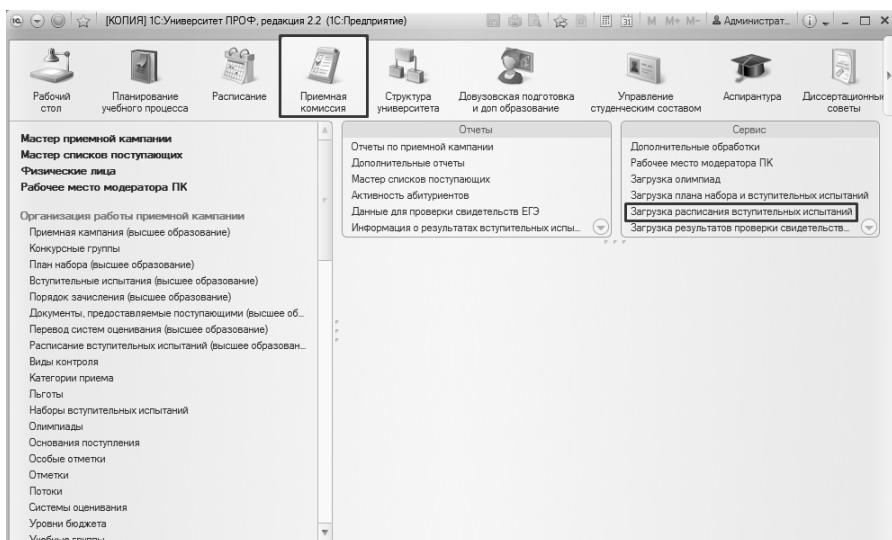 [КОПИЯ] 1С:Университет ПРОФ, редакция 2.2 (1С:Предприятие)
M M+ M- Администрат...
Рабочий стол
Планирование учебного процесса
Расписание
Приемная комиссия
Структура университета
Довузовская подготовка и доп образование
Управление студенческим составом
Аспирантура
Диссертационные советы
Мастер приемной кампании
Мастер списков поступающих
Физические лица
Рабочее место модератора ПК
Организация работы приемной кампании
Приемная кампания (высшее образование)
Конкурсные группы
План набора (высшее образование)
Вступительные испытания (высшее образование)
Порядок зачисления (высшее образование)
Документы, предоставляемые поступающими (высшее об...
Перевод систем оценивания (высшее образование)
Расписание вступительных испытаний (высшее образован...
Виды контроля
Категории приема
Льготы
Наборы вступительных испытаний
Олимпиады
Основания поступления
Особые отметки
Отметки
Потоки
Системы оценивания
Уровни бюджета
Учебные группы
Отчеты
Отчеты по приемной кампании
Дополнительные отчеты
Мастер списков поступающих
Активность абитуриентов
Данные для проверки свидетельств ЕГЭ
Информация о результатах вступительных испы...
Сервис
Дополнительные обработки
Рабочее место модератора ПК
Загрузка олимпиад
Загрузка плана набора и вступительных испытаний
Загрузка расписания вступительных испытаний
Загрузка результатов проверки свидетельств...